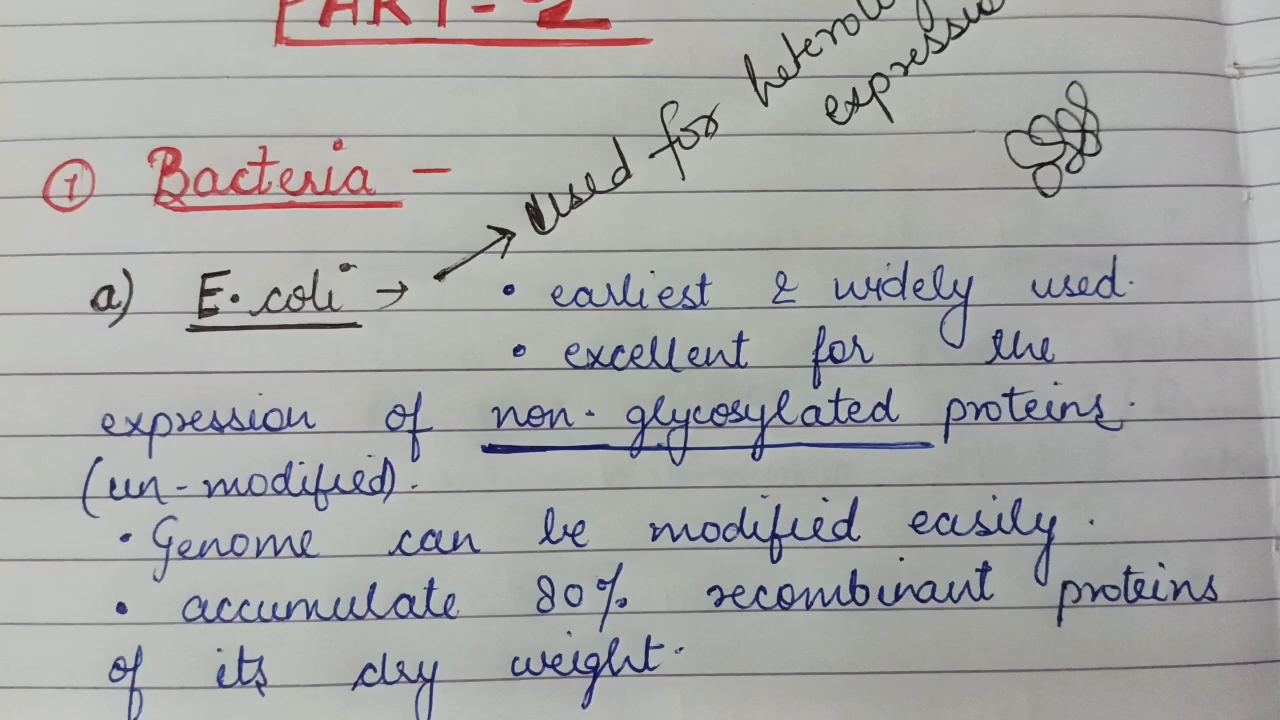 PART - 1
Used for
① Bacteria -
a) E. coli → • earliest & widely used.
• excellent for the
expression of non-glycosylated proteins.
(un-modified).
• Genome can be modified easily.
• accumulate 80% recombinant proteins
of its dry weight.